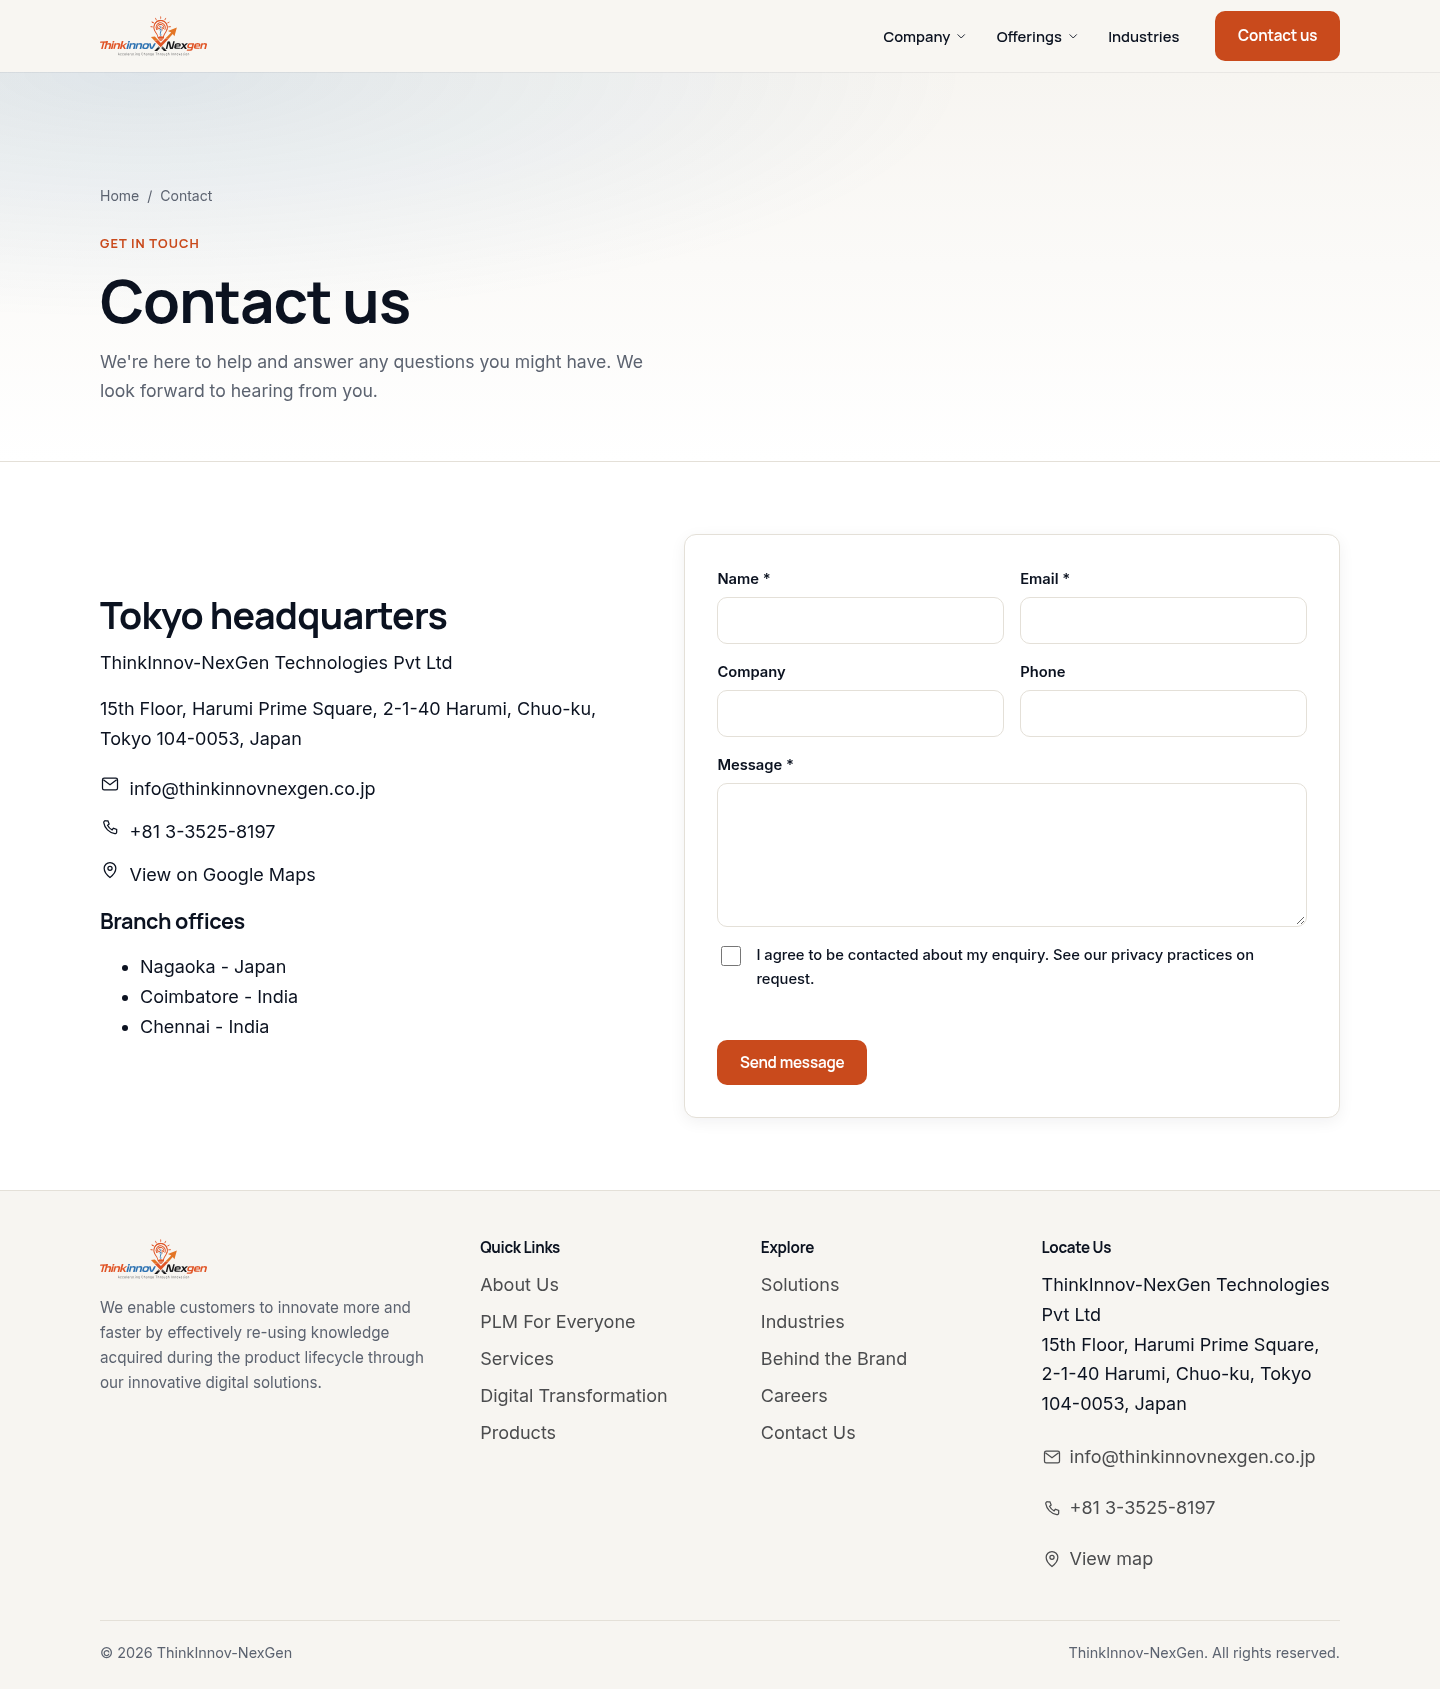 ThinkInnov Nexgen
Company
Offerings
Industries
Contact us
Home / Contact
GET IN TOUCH
Contact us
We're here to help and answer any questions you might have. We
look forward to hearing from you.
Tokyo headquarters
ThinkInnov-NexGen Technologies Pvt Ltd
15th Floor, Harumi Prime Square, 2-1-40 Harumi, Chuo-ku,
Tokyo 104-0053, Japan
info@thinkinnovnexgen.co.jp
+81 3-3525-8197
View on Google Maps
Branch offices
Nagaoka - Japan
Coimbatore - India
Chennai - India
Name *
Email *
Company
Phone
Message *
I agree to be contacted about my enquiry. See our privacy practices on
request.
Send message
ThinkInnov Nexgen
We enable customers to innovate more and
faster by effectively re-using knowledge
acquired during the product lifecycle through
our innovative digital solutions.
Quick Links
About Us
PLM For Everyone
Services
Digital Transformation
Products
Explore
Solutions
Industries
Behind the Brand
Careers
Contact Us
Locate Us
ThinkInnov-NexGen Technologies
Pvt Ltd
15th Floor, Harumi Prime Square,
2-1-40 Harumi, Chuo-ku, Tokyo
104-0053, Japan
info@thinkinnovnexgen.co.jp
+81 3-3525-8197
View map
© 2026 ThinkInnov-NexGen
ThinkInnov-NexGen. All rights reserved.